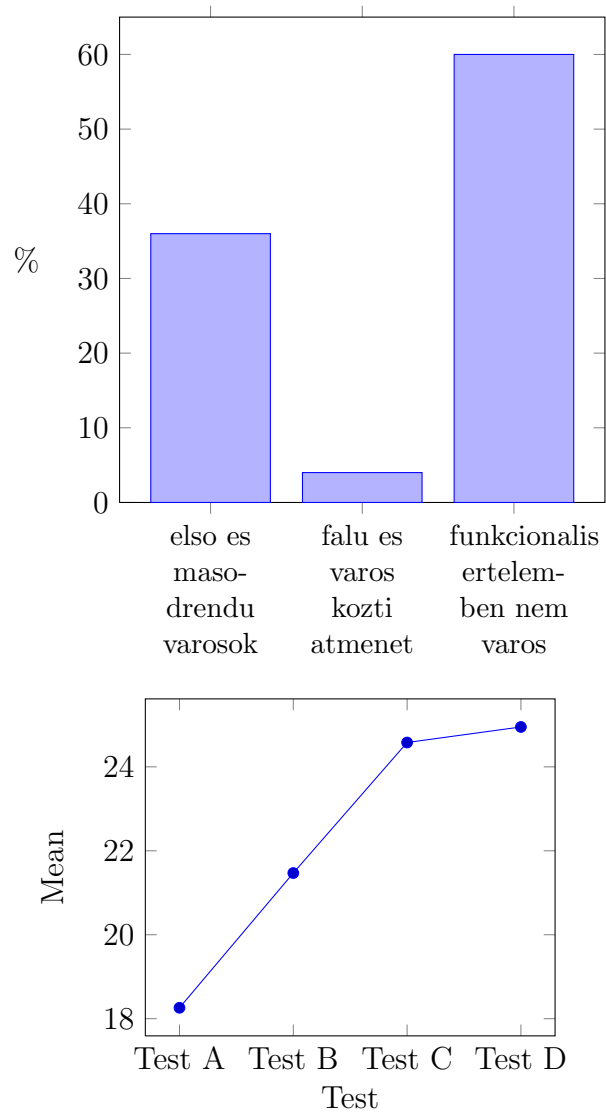 60
50
40
30
20
10
0
%
elso es
maso-
drendu
varosok
falu es
varos
kozti
atmenet
funkcionalis
ertelem-
ben nem
varos
24
22
20
18
Mean
Test A Test B Test C Test D
Test